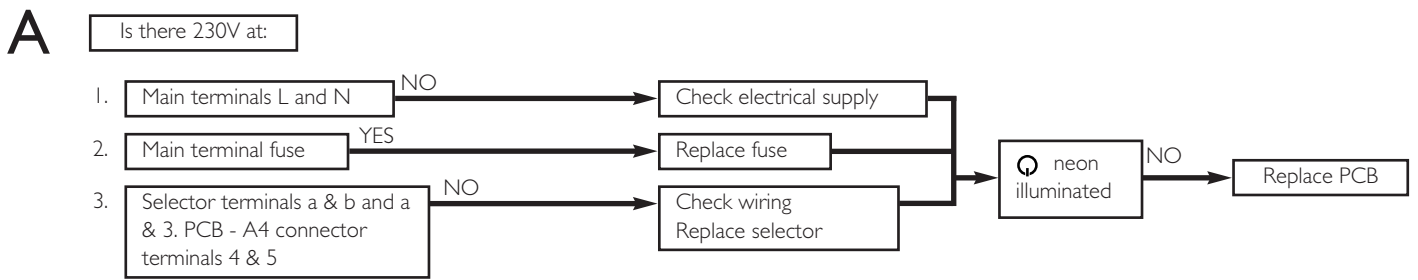 A
Is there 230V at:
1. Main terminals L and N
NO
Check electrical supply
2. Main terminal fuse
YES
Replace fuse
neon
illuminated
NO
Replace PCB
3. Selector terminals a & b and a
& 3. PCB - A4 connector
terminals 4 & 5
NO
Check wiring
Replace selector